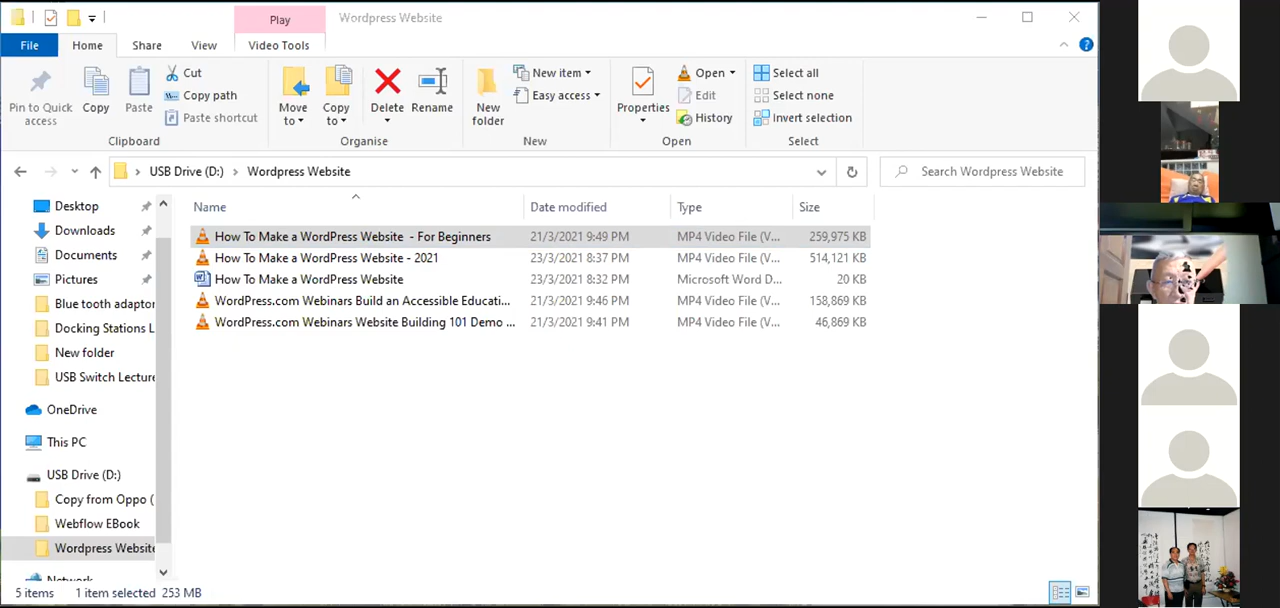 Play Wordpress Website
File Home Share View Video Tools
Pin to Quick access
Copy
Paste
Cut
Copy path
Paste shortcut
Clipboard
Move to
Copy to
Delete
Rename
Organise
New folder
New item
Easy access
New
Properties
Open
Edit
History
Open
Select all
Select none
Invert selection
Select
USB Drive (D:) Wordpress Website
Search Wordpress Website
Desktop
Downloads
Documents
Pictures
Blue tooth adaptor
Docking Stations L
New folder
USB Switch Lecture
OneDrive
This PC
USB Drive (D:)
Copy from Oppo (
Webflow EBook
Wordpress Website
Network
Name Date modified Type Size
How To Make a WordPress Website - For Beginners 21/3/2021 9:49 PM MP4 Video File (V... 259,975 KB
How To Make a WordPress Website - 2021 23/3/2021 8:37 PM MP4 Video File (V... 514,121 KB
How To Make a WordPress Website 23/3/2021 8:32 PM Microsoft Word D... 20 KB
WordPress.com Webinars Build an Accessible Educati... 21/3/2021 9:46 PM MP4 Video File (V... 158,869 KB
WordPress.com Webinars Website Building 101 Demo ... 21/3/2021 9:41 PM MP4 Video File (V... 46,869 KB
5 items 1 item selected 253 MB